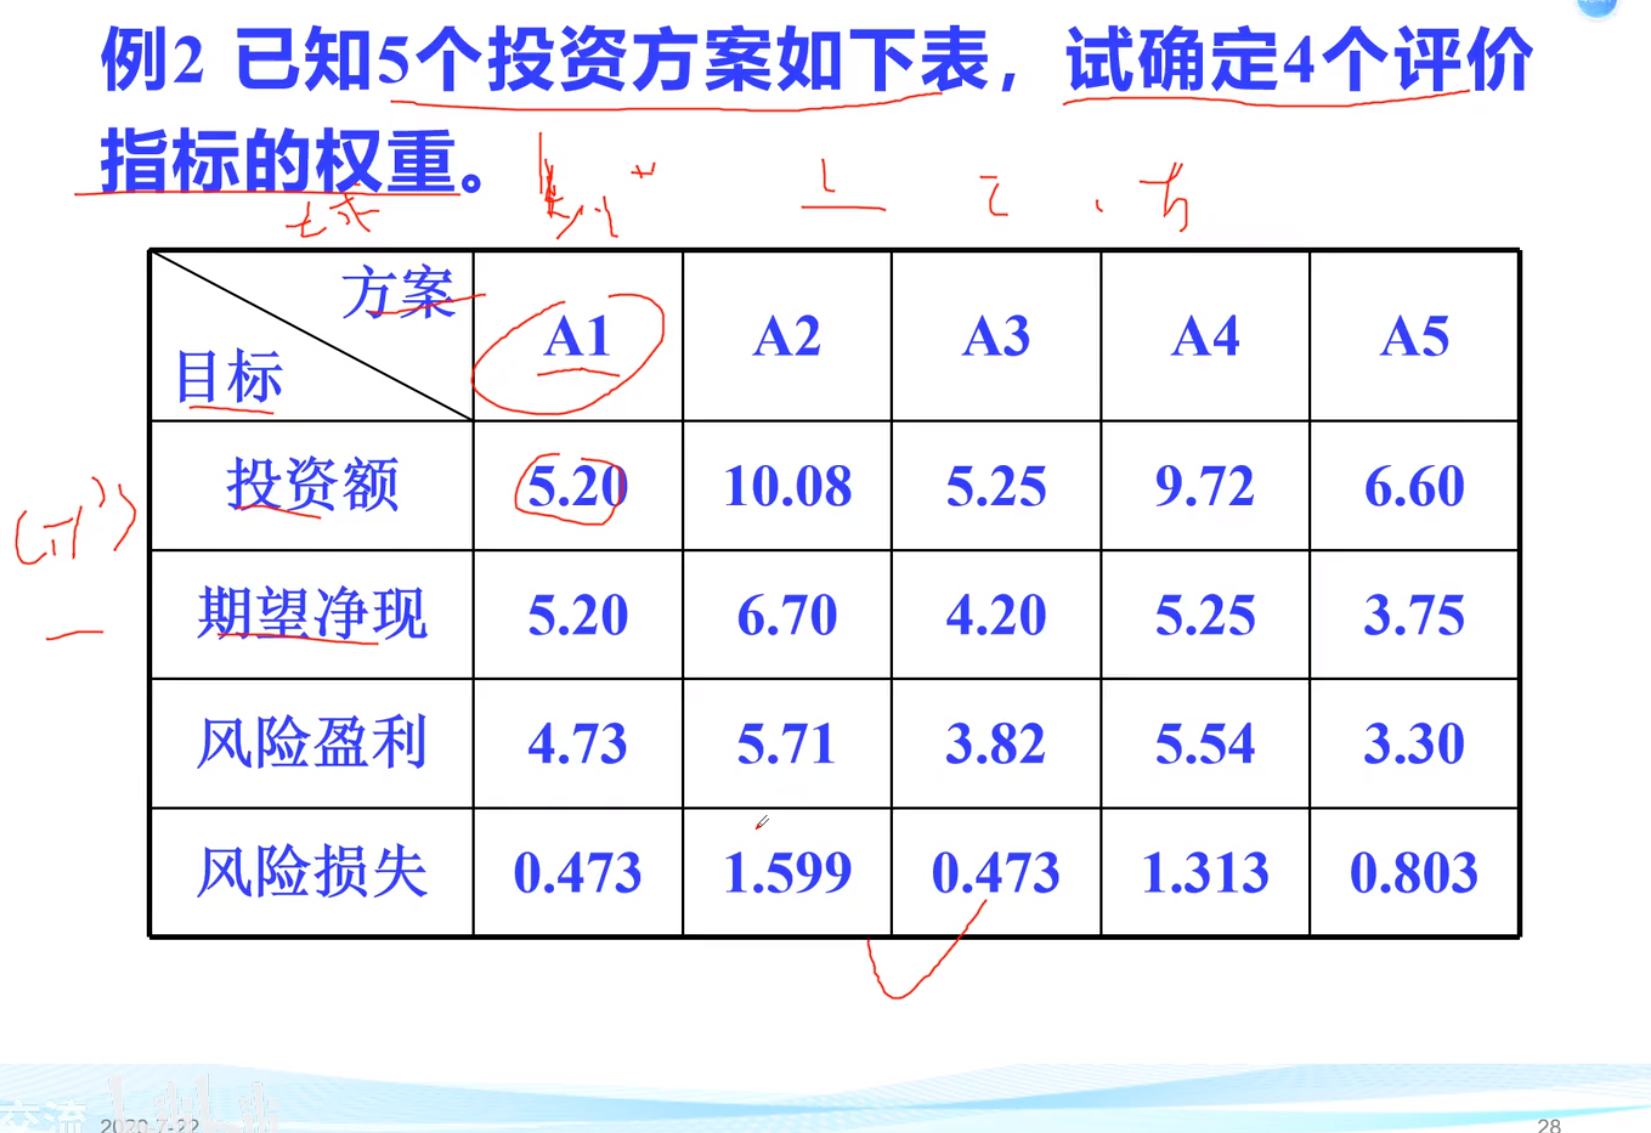 例2 已知5个投资方案如下表，试确定4个评价
指标的权重。
方案
目标
A1 A2 A3 A4 A5
投资额 5.20 10.08 5.25 9.72 6.60
期望净现 5.20 6.70 4.20 5.25 3.75
风险盈利 4.73 5.71 3.82 5.54 3.30
风险损失 0.473 1.599 0.473 1.313 0.803
交流
2020-7-22
28